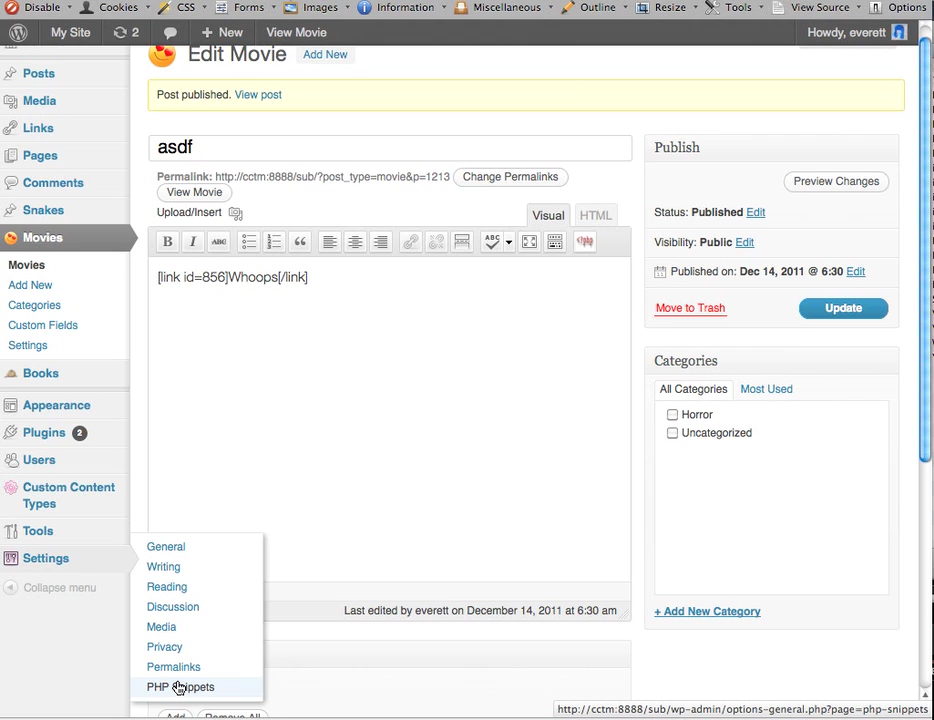 Disable Cookies CSS Forms Images Information Miscellaneous Outline Resize Tools View Source Options
My Site 2 New View Movie Howdy, everett
Edit Movie Add New
Post published. View post
Posts
Media
Links
Pages
Comments
Snakes
Movies
Movies
Add New
Categories
Custom Fields
Settings
Books
Appearance
Plugins 2
Users
Custom Content
Types
Tools
Settings
Collapse menu
asdf
Permalink: http://cctm:8888/sub/?post_type=movie&p=1213 Change Permalinks
View Movie
Upload/Insert
Visual HTML
B I ABC ABC <?php
[link id=856]Whoops[/link]
Last edited by everett on December 14, 2011 at 6:30 am
General
Writing
Reading
Discussion
Media
Privacy
Permalinks
PHP Snippets
Add Remove All
Publish
Preview Changes
Status: Published Edit
Visibility: Public Edit
Published on: Dec 14, 2011 @ 6:30 Edit
Move to Trash Update
Categories
All Categories Most Used
Horror
Uncategorized
+ Add New Category
http://cctm:8888/sub/wp-admin/options-general.php?page=php-snippets